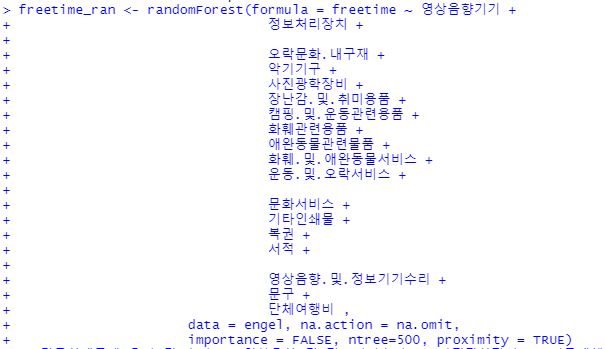 > freetime_ran <- randomForest(formula = freetime ~ 영상음향기기 +
+ 정보처리장치 +
+
+ 오락문화.내구재 +
+ 악기기구 +
+ 사진광학장비 +
+ 장난감.및.취미용품 +
+ 캠핑.및.운동관련용품 +
+ 화훼관련용품 +
+ 애완동물관련물품 +
+ 화훼.및.애완동물서비스 +
+ 운동.및.오락서비스 +
+
+ 문화서비스 +
+ 기타인쇄물 +
+ 복권 +
+ 서적 +
+
+ 영상음향.및.정보기기수리 +
+ 문구 +
+ 단체여행비 ,
+ data = engel, na.action = na.omit,
+ importance = FALSE, ntree=500, proximity = TRUE)